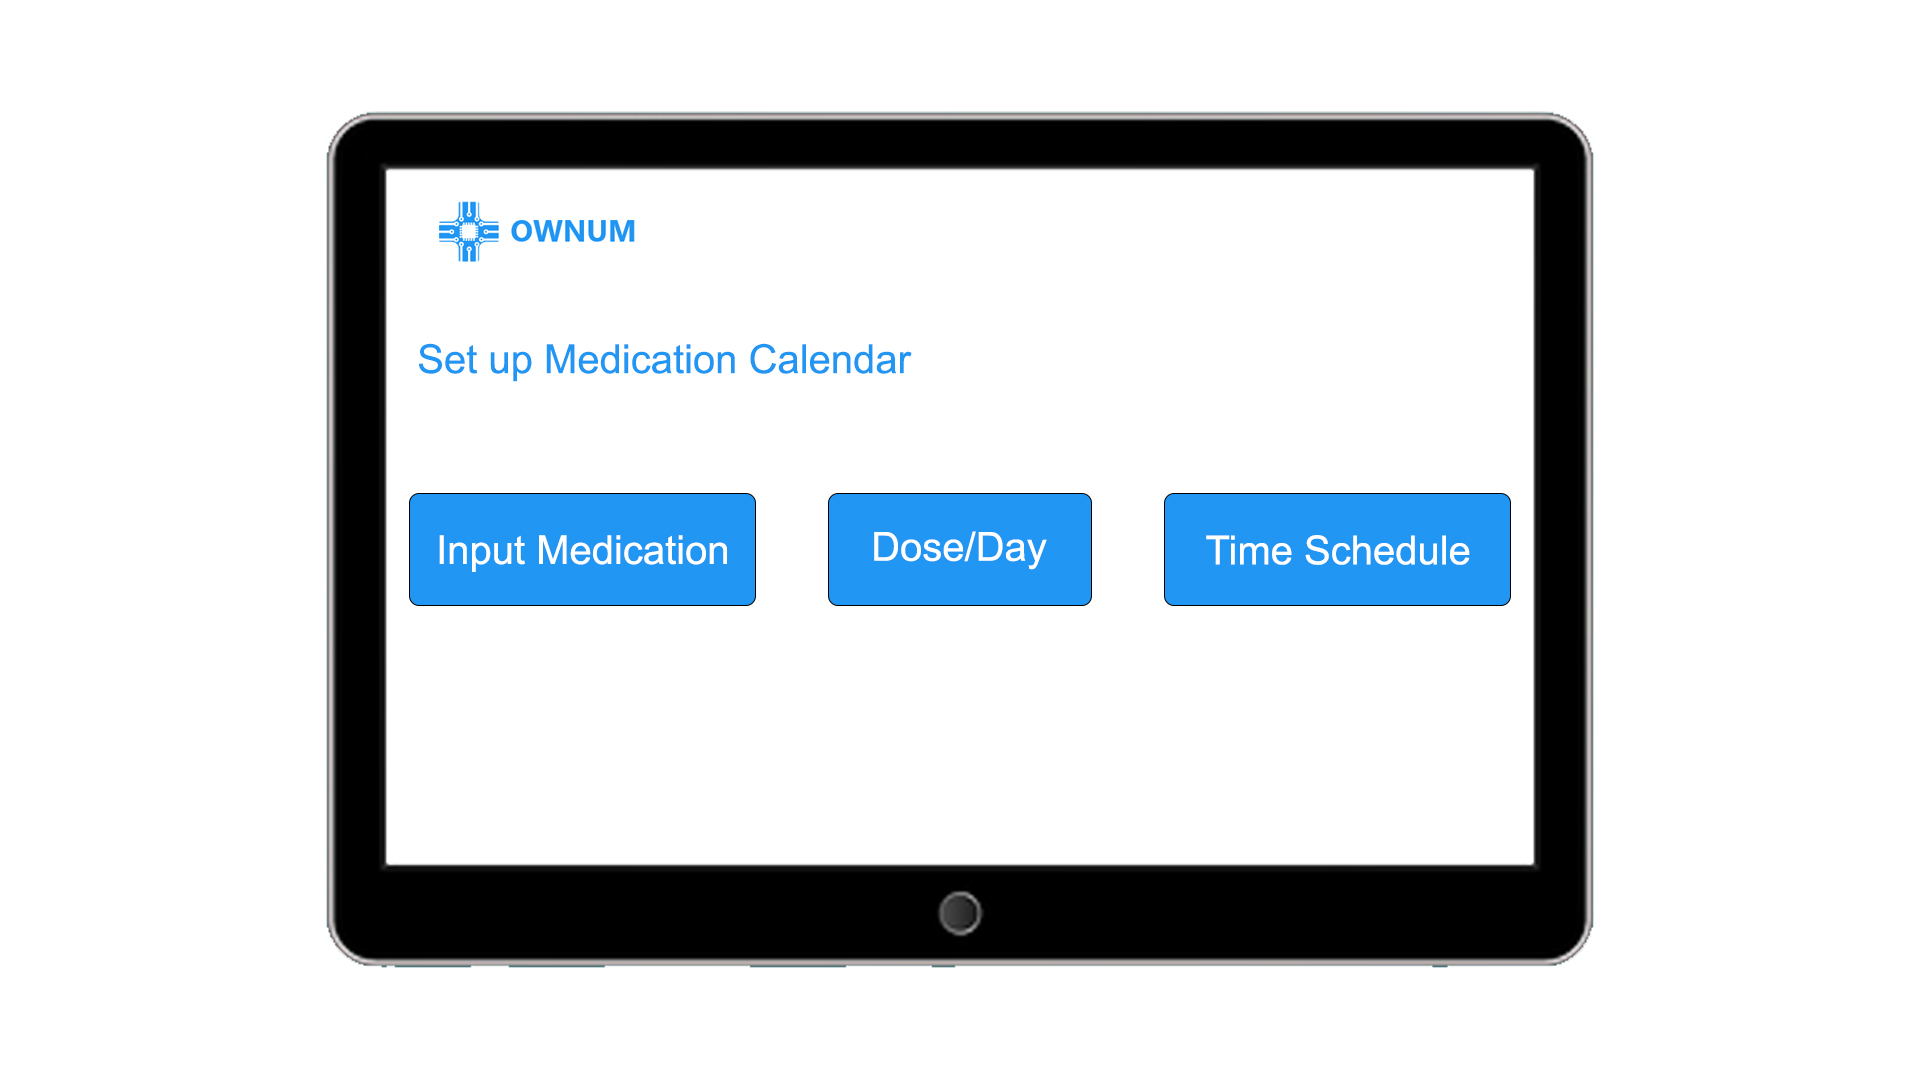 OWNUM
Set up Medication Calendar
Input Medication
Dose/Day
Time Schedule